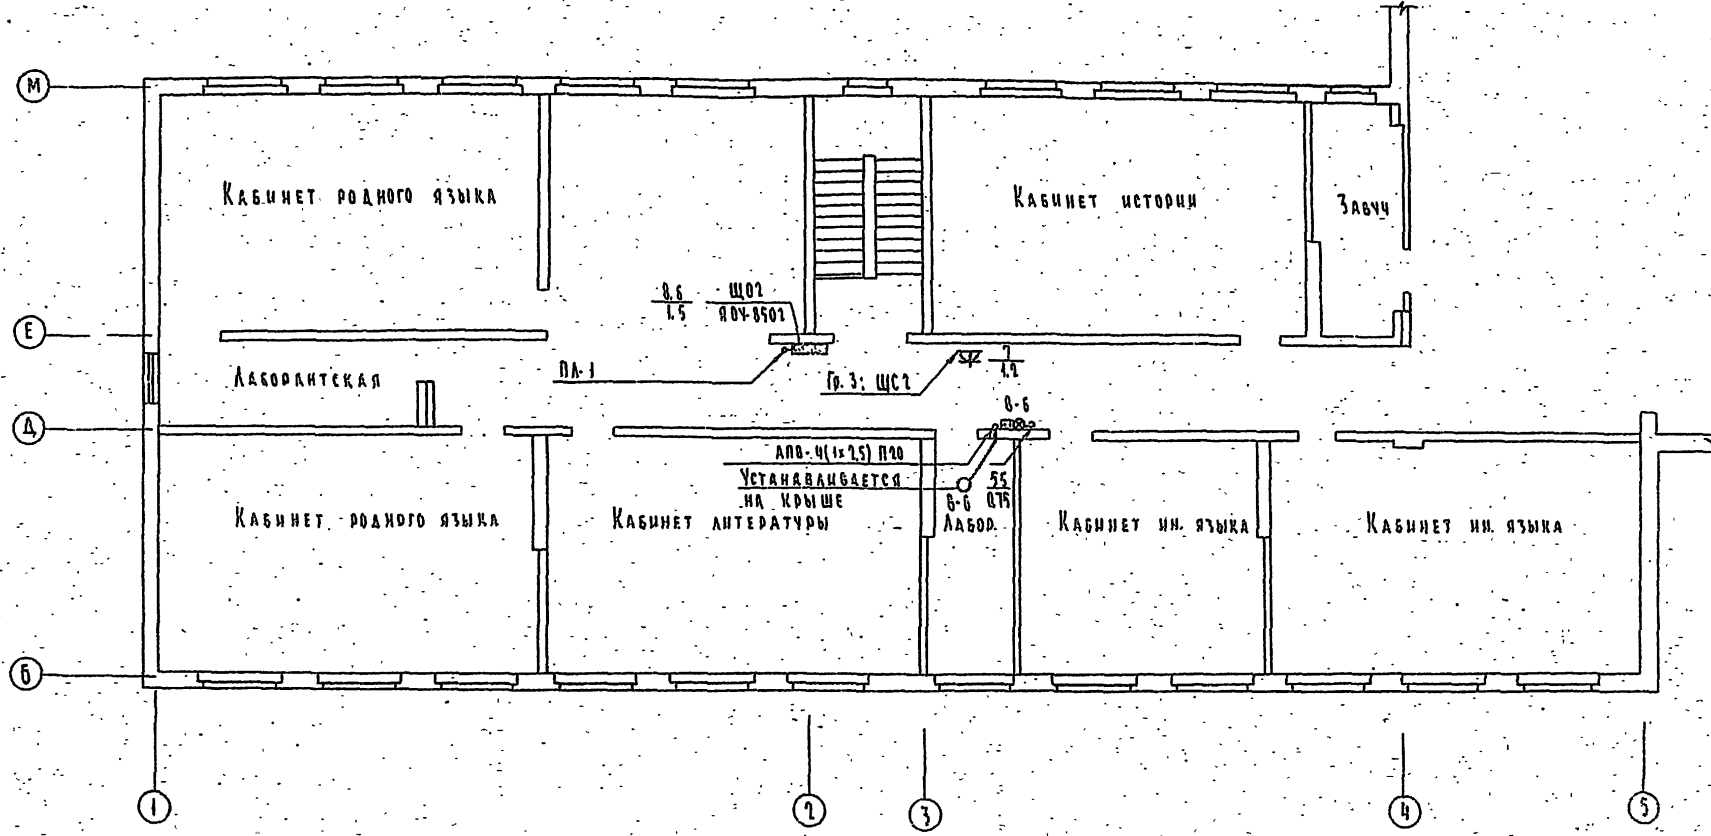 М
Кабинет родного языка
Кабинет истории
Завуч
8.6
1.5
ЩО2
ЯОУ-8502
Е
Лаборантская
ПЛ-1
Гр. 3: ЩС2
7
1.2
В-6
Д
АПВ-4(1х2,5) П20
Устанавливается
на крыше
55
0.75
В-6
Кабинет родного языка
Кабинет литературы
Лабор.
Кабинет ин. языка
Кабинет ин. языка
Б
1
2
3
4
5